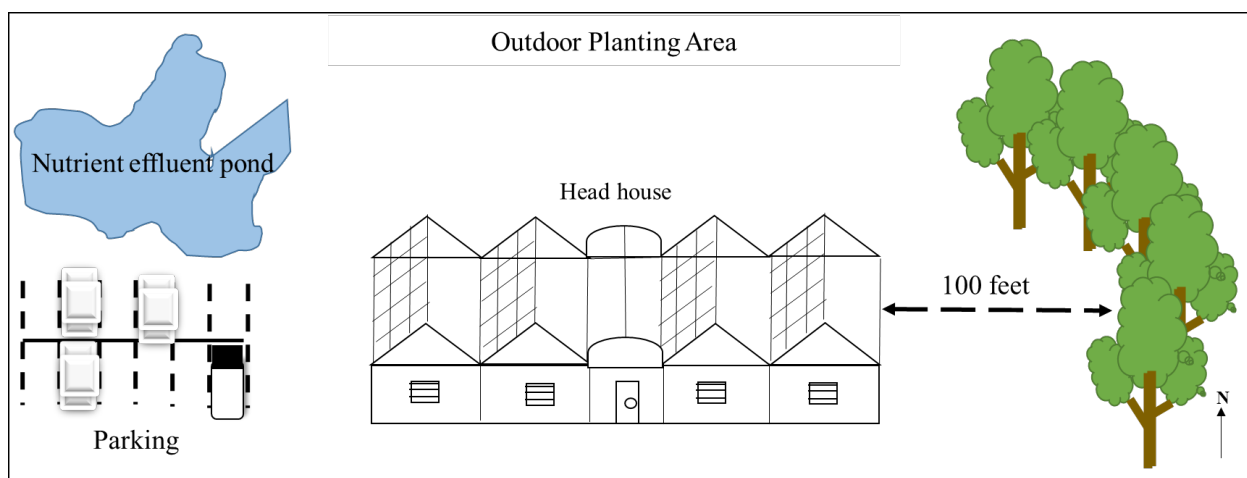 Outdoor Planting Area
Nutrient effluent pond
Head house
100 feet
Parking
N